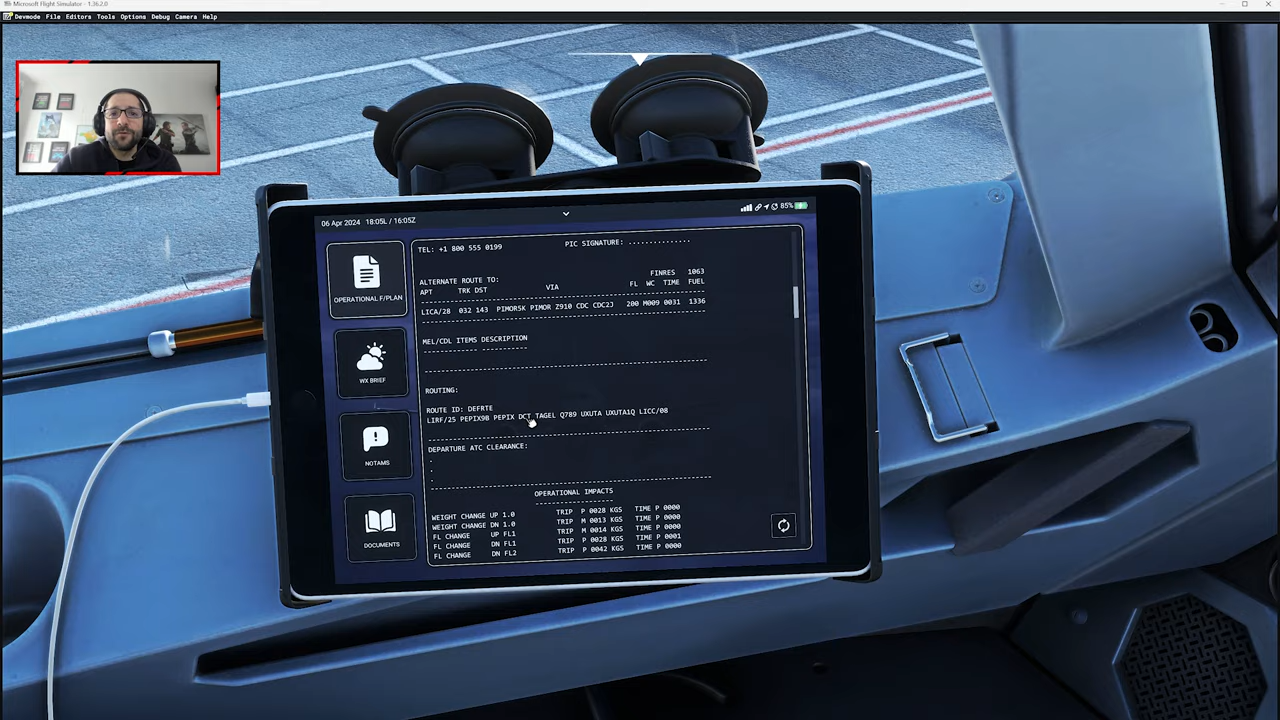 Microsoft Flight Simulator - 1.36.2.0
Devmode File Editors Tools Options Debug Camera Help
06 Apr 2024 18:05L / 16:05Z
85%
OPERATIONAL F/PLAN
WX BRIEF
NOTAMS
DOCUMENTS
TEL: +1 800 555 0199 PIC SIGNATURE: ..............
FINRES 1063
ALTERNATE ROUTE TO:
APT TRK DST VIA FL WC TIME FUEL
LICA/28 032 143 PIMOR5K PIMOR Z910 CDC CDC2J 200 M009 0031 1336
MEL/CDL ITEMS DESCRIPTION
ROUTING:
ROUTE ID: DEFRTE
LIRF/25 PEPIX9B PEPIX DCT TAGEL Q789 UXUTA UXUTA1Q LICC/08
DEPARTURE ATC CLEARANCE:
.
.
.
OPERATIONAL IMPACTS
WEIGHT CHANGE UP 1.0 TRIP P 0028 KGS TIME P 0000
WEIGHT CHANGE DN 1.0 TRIP M 0013 KGS TIME P 0000
FL CHANGE UP FL1 TRIP M 0014 KGS TIME P 0000
FL CHANGE DN FL1 TRIP P 0028 KGS TIME P 0001
FL CHANGE DN FL2 TRIP P 0042 KGS TIME P 0000